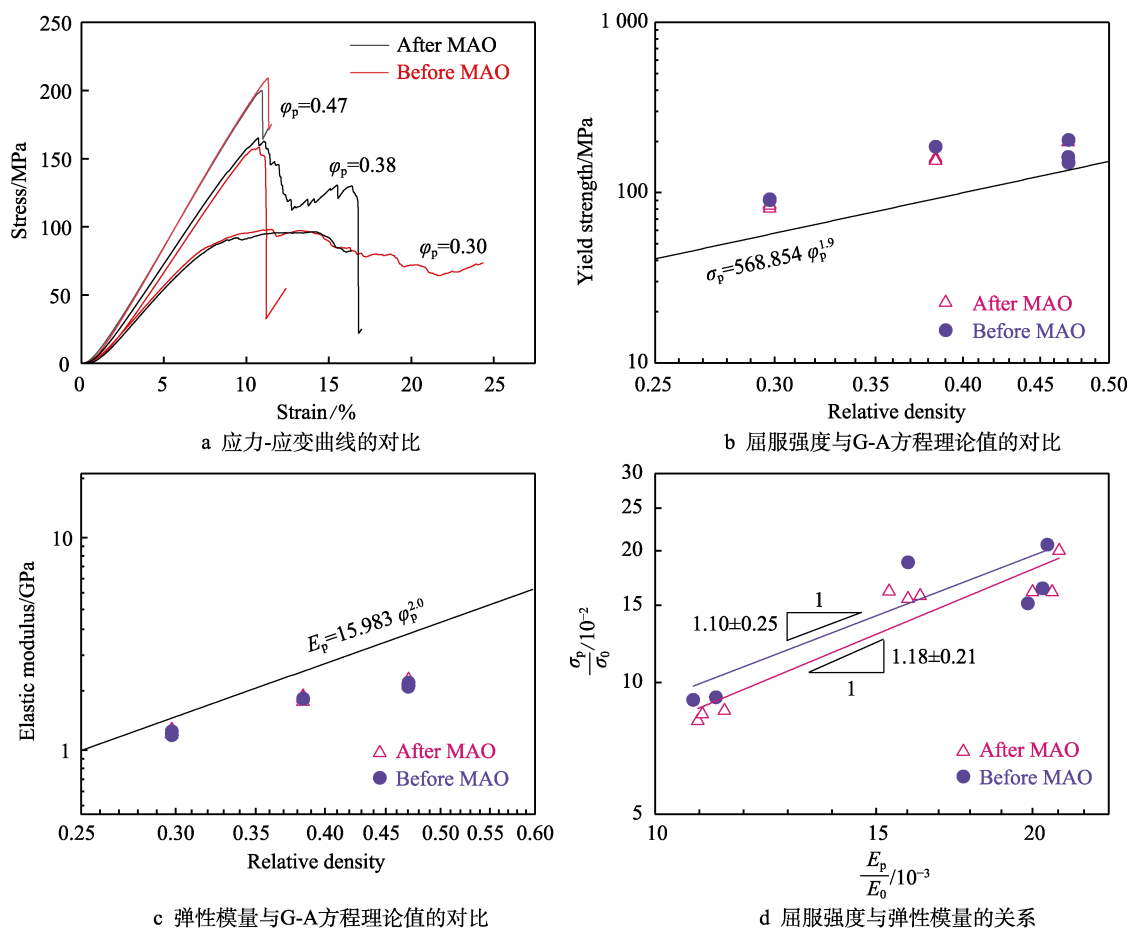 250
200
150
100
50
0
0
5
10
15
20
25
Stress/MPa
Strain/%
After MAO
Before MAO
φp=0.47
φp=0.38
φp=0.30
a 应力-应变曲线的对比
1 000
100
10
0.25
0.30
0.35
0.40
0.45
0.50
Yield strength/MPa
Relative density
σp=568.854 φp^1.9
After MAO
Before MAO
b 屈服强度与G-A方程理论值的对比
10
1
0.25
0.30
0.35
0.40
0.45
0.50
0.55
0.60
Elastic modulus/GPa
Relative density
Ep=15.983 φp^2.0
After MAO
Before MAO
c 弹性模量与G-A方程理论值的对比
30
25
20
15
10
5
10
15
20
σp/σ0 /10^-2
Ep/E0 /10^-3
1
1.10±0.25
1.18±0.21
1
After MAO
Before MAO
d 屈服强度与弹性模量的关系